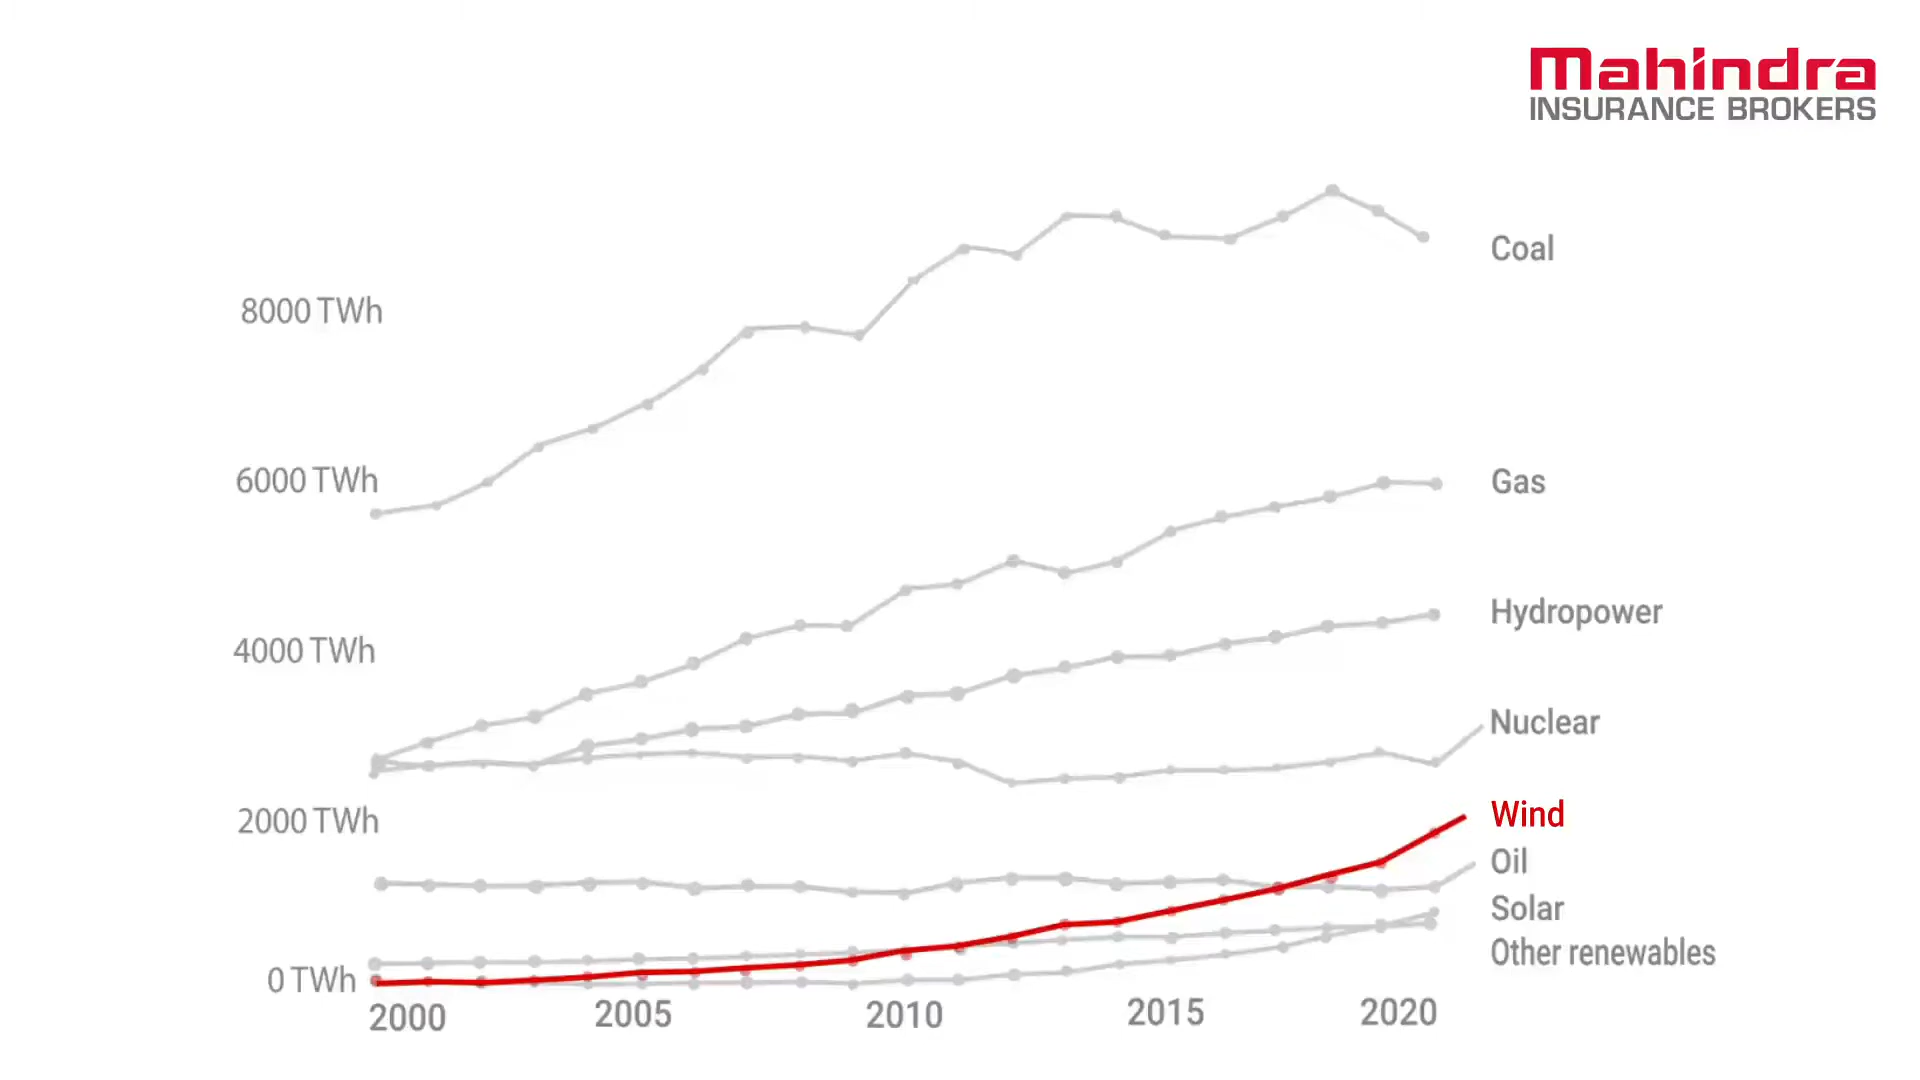 Mahindra
INSURANCE BROKERS
Coal
8000 TWh
6000 TWh
Gas
Hydropower
4000 TWh
Nuclear
2000 TWh
Wind
Oil
Solar
Other renewables
0 TWh
2000 2005 2010 2015 2020